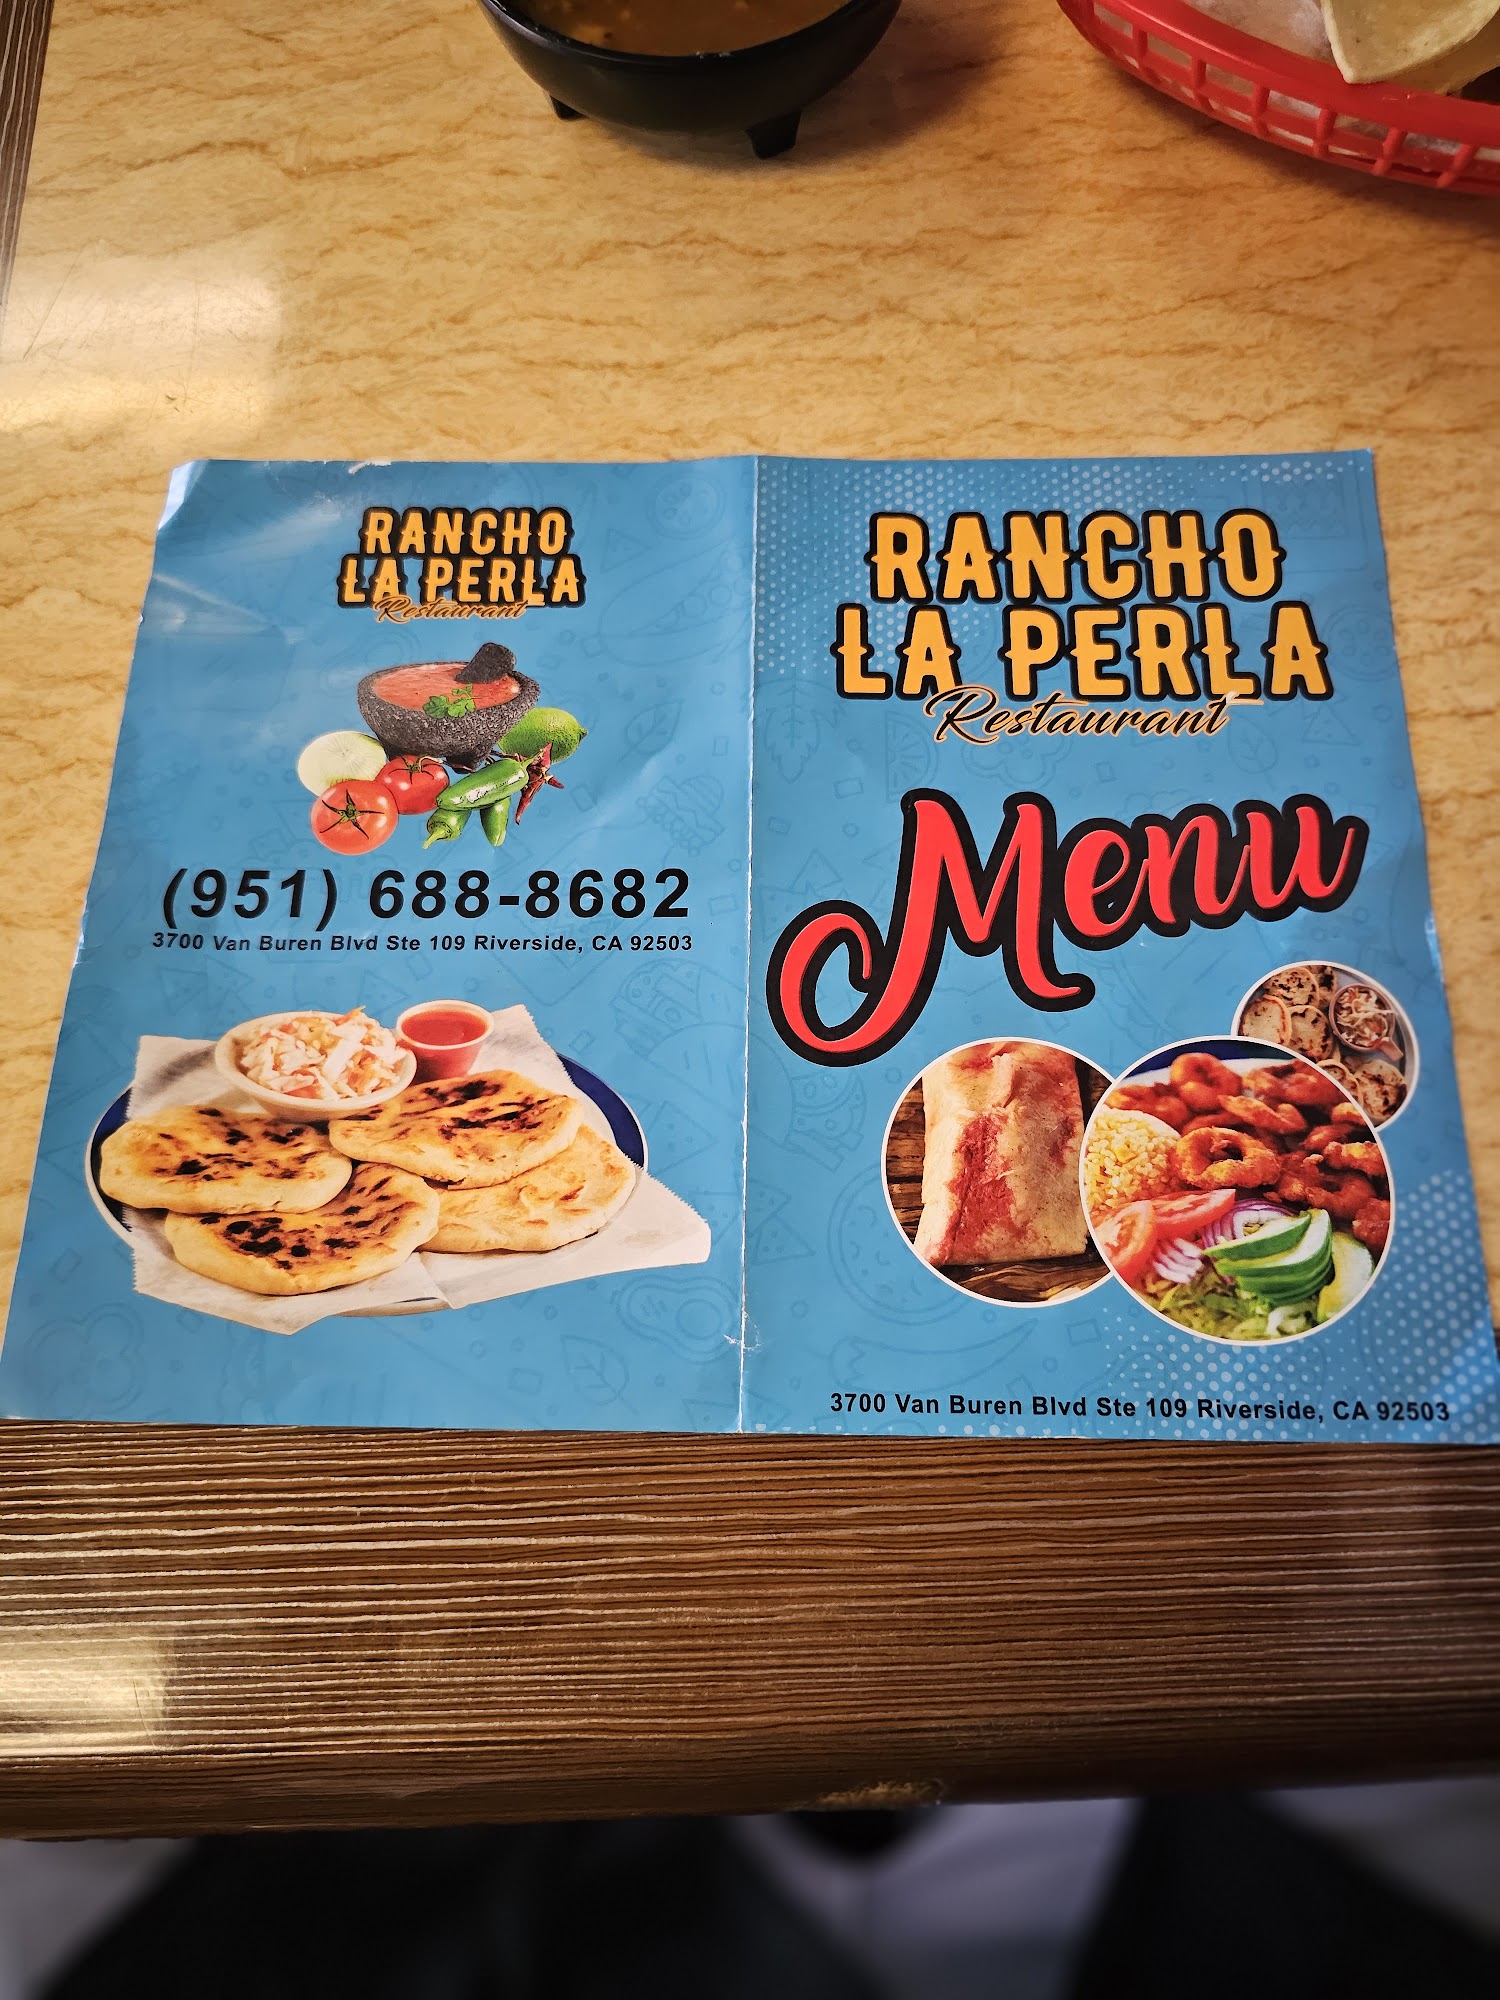 RANCHO
LA PERLA
Restaurant
(951) 688-8682
3700 Van Buren Blvd Ste 109 Riverside, CA 92503
RANCHO
LA PERLA
Restaurant
Menu
3700 Van Buren Blvd Ste 109 Riverside, CA 92503